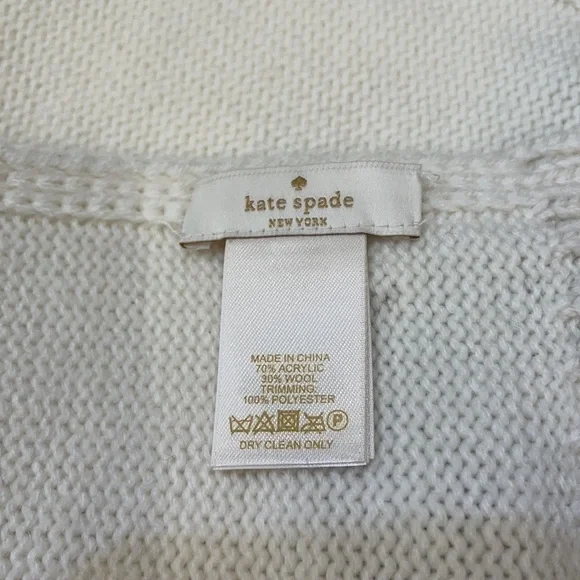 kate spade
NEW YORK
MADE IN CHINA
70% ACRYLIC
30% WOOL
TRIMMING,
100% POLYESTER
P
DRY CLEAN ONLY